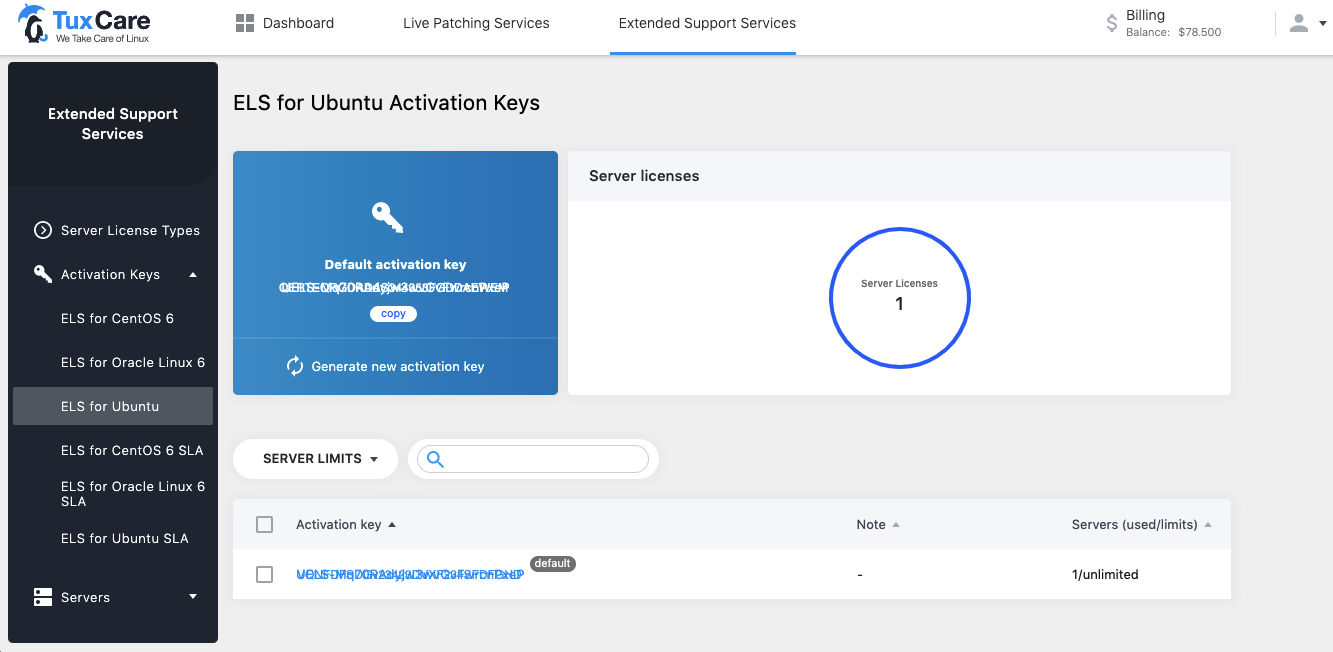 TuxCare
We Take Care of Linux
Dashboard
Live Patching Services
Extended Support Services
Billing
Balance: $78.500
Extended Support
Services
Server License Types
Activation Keys
ELS for CentOS 6
ELS for Oracle Linux 6
ELS for Ubuntu
ELS for CentOS 6 SLA
ELS for Oracle Linux 6
SLA
ELS for Ubuntu SLA
Servers
ELS for Ubuntu Activation Keys
Default activation key
copy
Generate new activation key
Server licenses
Server Licenses
1
SERVER LIMITS
Activation key
Note
Servers (used/limits)
default
-
1/unlimited